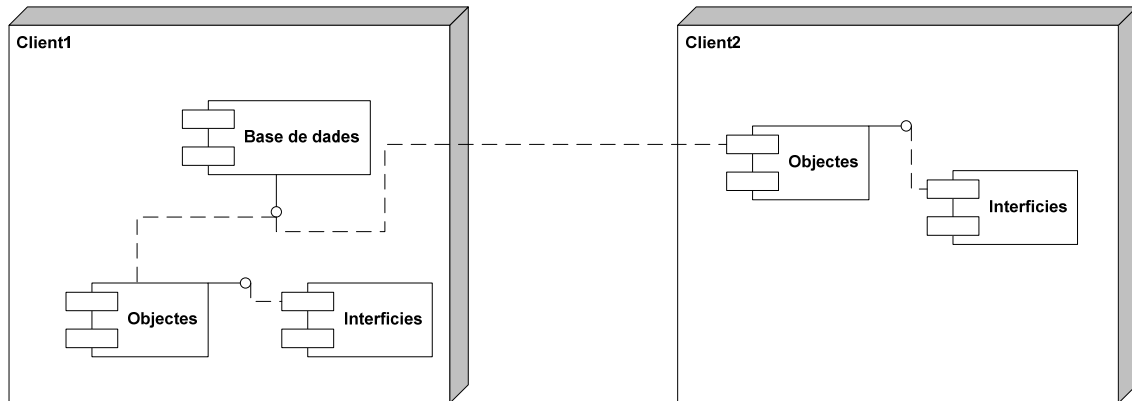 Client1
Base de dades
Objectes
Interficies
Client2
Objectes
Interficies